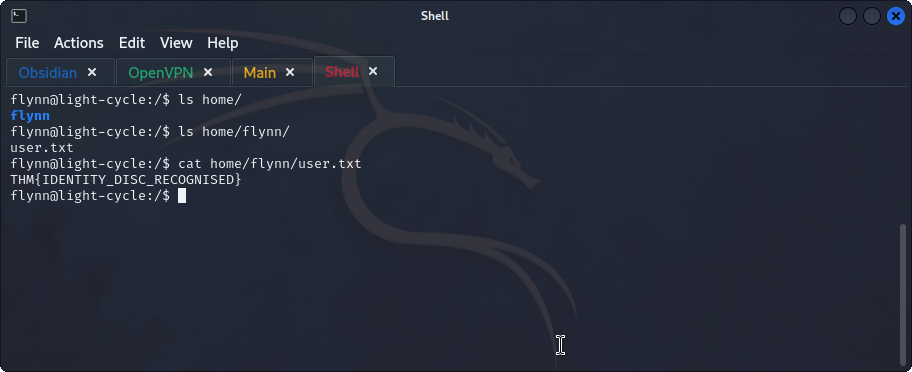 Shell
File Actions Edit View Help
Obsidian × OpenVPN × Main × Shell ×
flynn@light-cycle:/$ ls home/
flynn
flynn@light-cycle:/$ ls home/flynn/
user.txt
flynn@light-cycle:/$ cat home/flynn/user.txt
THM{IDENTITY_DISC_RECOGNISED}
flynn@light-cycle:/$